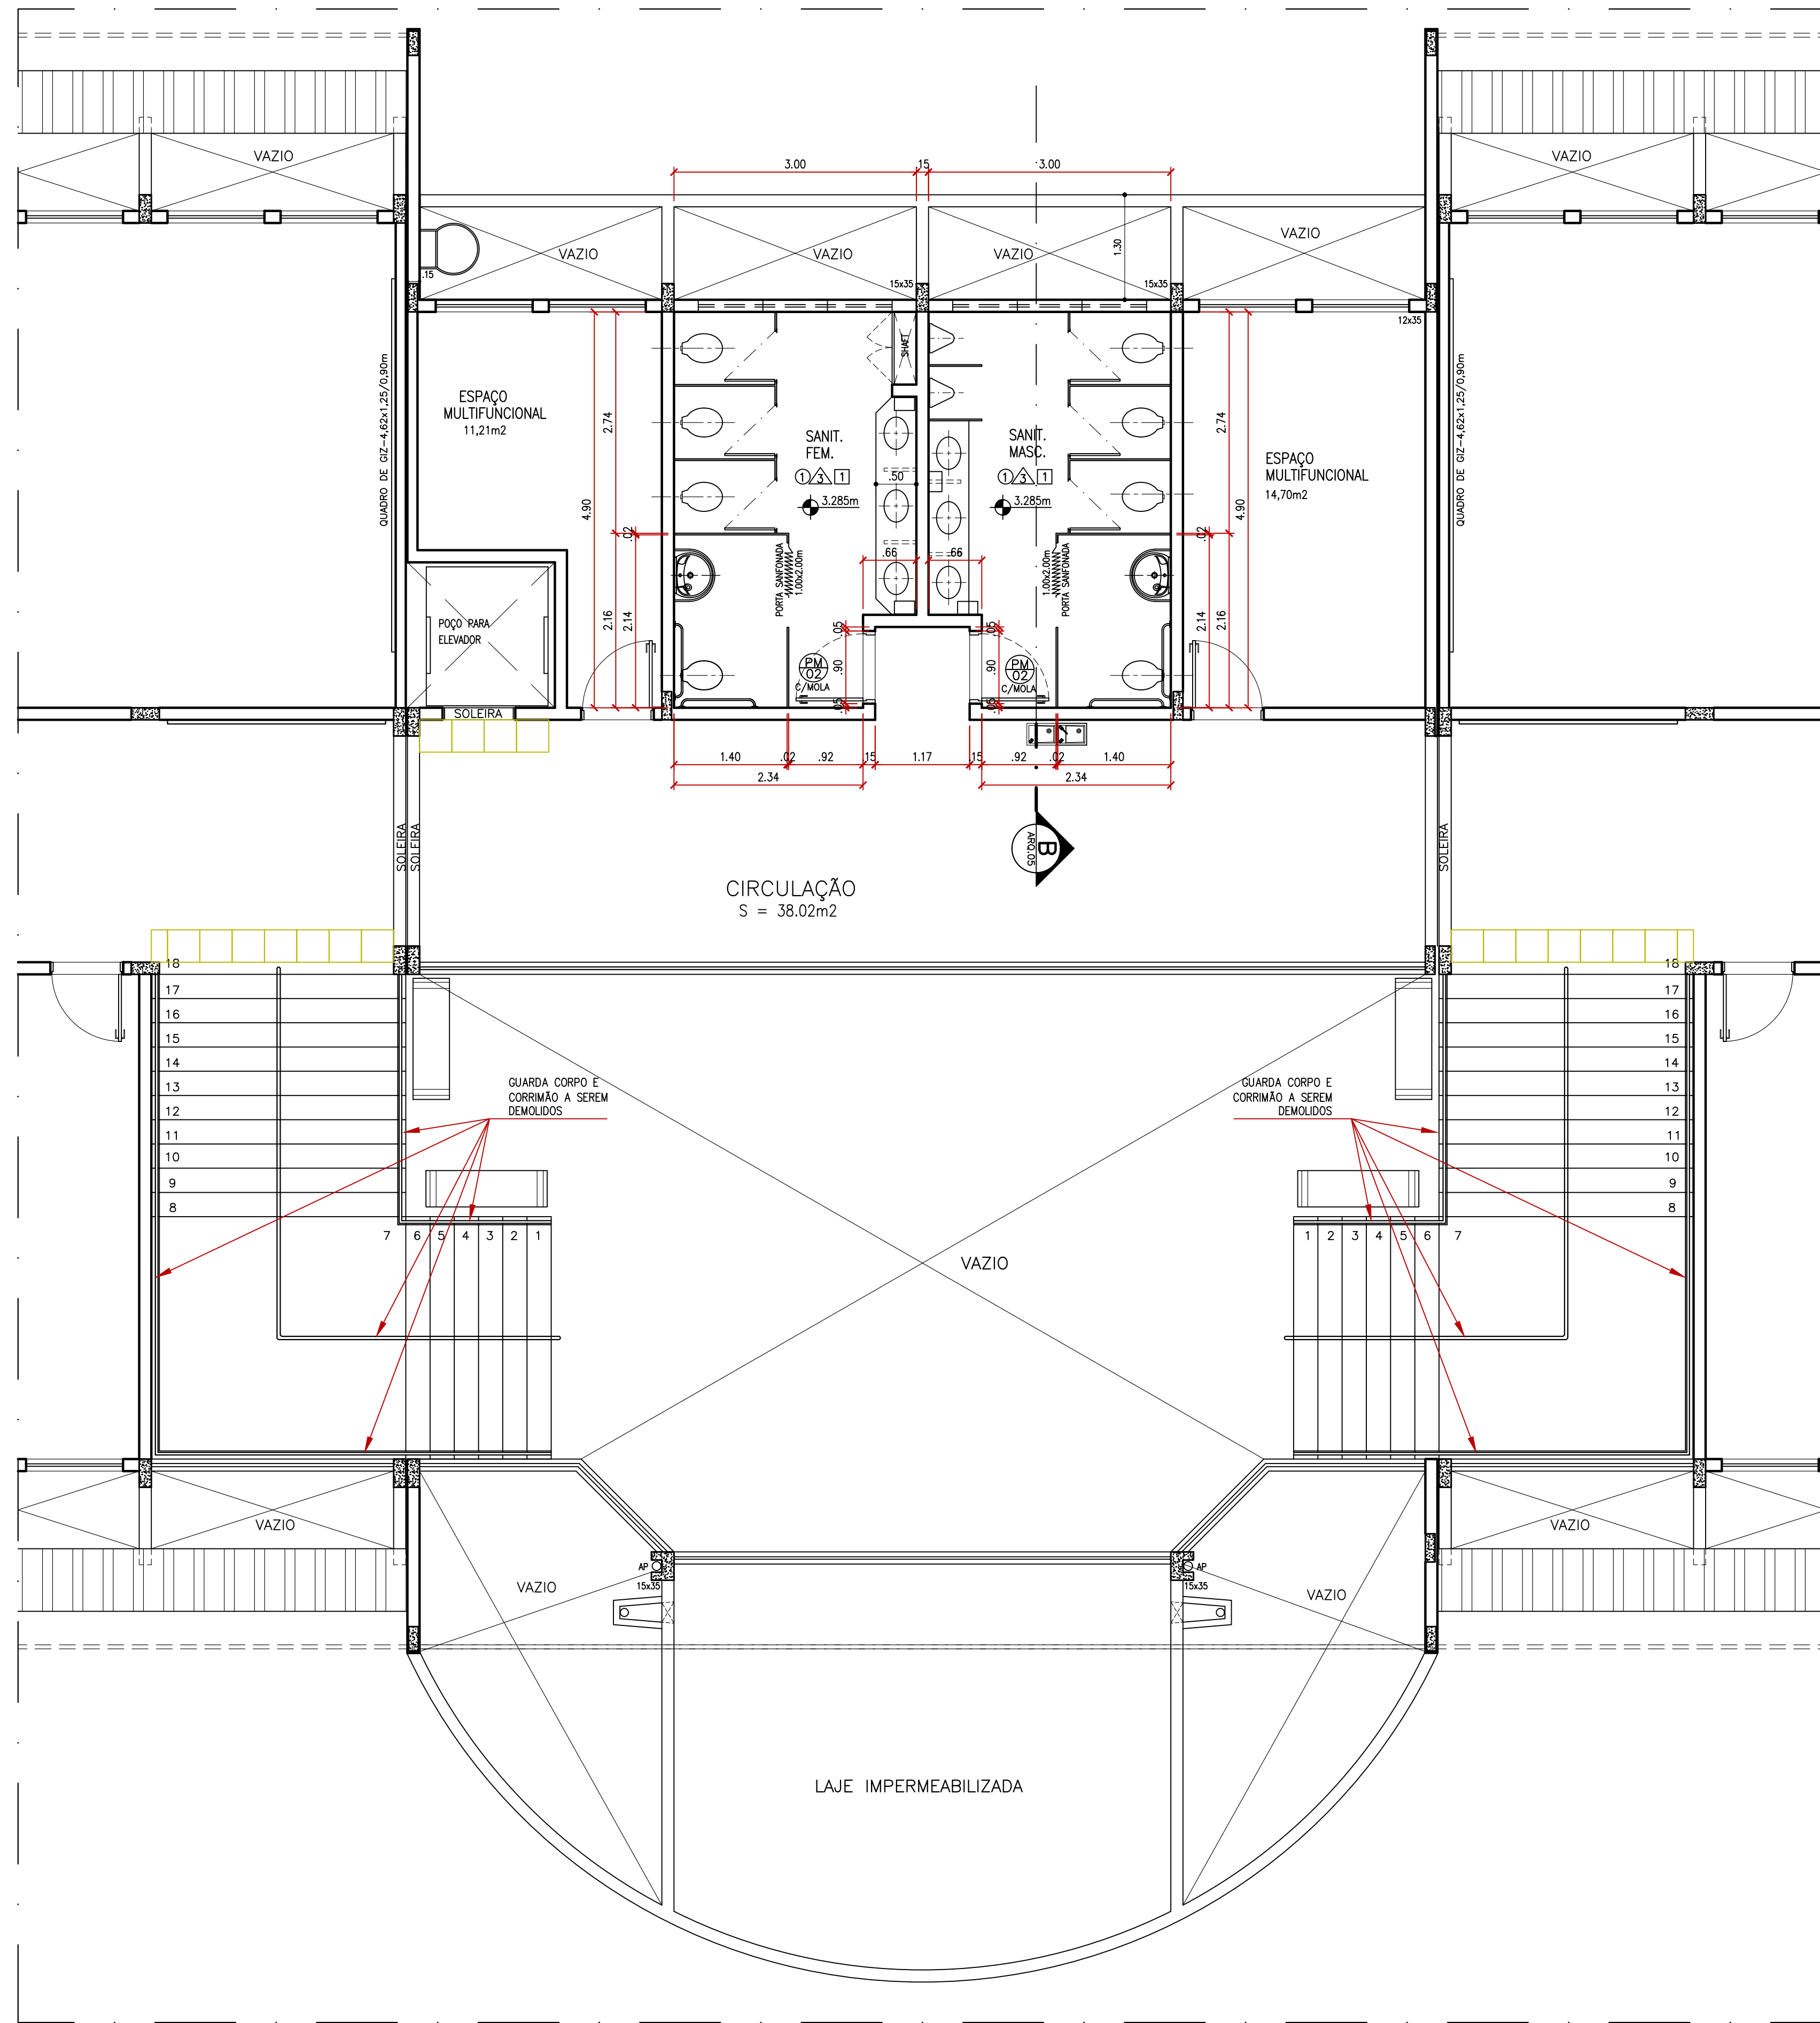 VAZIO
VAZIO
3.00
.15
3.00
VAZIO
VAZIO
VAZIO
VAZIO
1.30
.15
15x35
15x35
12x35
QUADRO DE GIZ-4,62x1,25/0,90m
ESPAÇO
MULTIFUNCIONAL
11,21m2
4.90
2.74
.02
2.16
2.14
SHAFT
SANIT.
FEM.
1
3
1
3.285m
.50
SANIT.
MASC.
1
3
1
3.285m
ESPAÇO
MULTIFUNCIONAL
14,70m2
2.74
4.90
.02
2.14
2.16
QUADRO DE GIZ-4,62x1,25/0,90m
PORTA SANFONADA
1.00x2.00m
1.00x2.00m
PORTA SANFONADA
.66
.66
.05
.90
.05
.05
.90
.05
PM
02
C/MOLA
PM
02
C/MOLA
POÇO PARA
ELEVADOR
SOLEIRA
1.40
.02
.92
.15
1.17
.15
.92
.02
1.40
2.34
2.34
SOLEIRA
SOLEIRA
SOLEIRA
B
ARQ.05
CIRCULAÇÃO
S = 38.02m2
18
17
16
15
14
13
12
11
10
9
8
7 6 5 4 3 2 1
GUARDA CORPO E
CORRIMÃO A SEREM
DEMOLIDOS
GUARDA CORPO E
CORRIMÃO A SEREM
DEMOLIDOS
18
17
16
15
14
13
12
11
10
9
8
1 2 3 4 5 6 7
VAZIO
VAZIO
VAZIO
AP
15x35
AP
15x35
VAZIO
VAZIO
LAJE IMPERMEABILIZADA